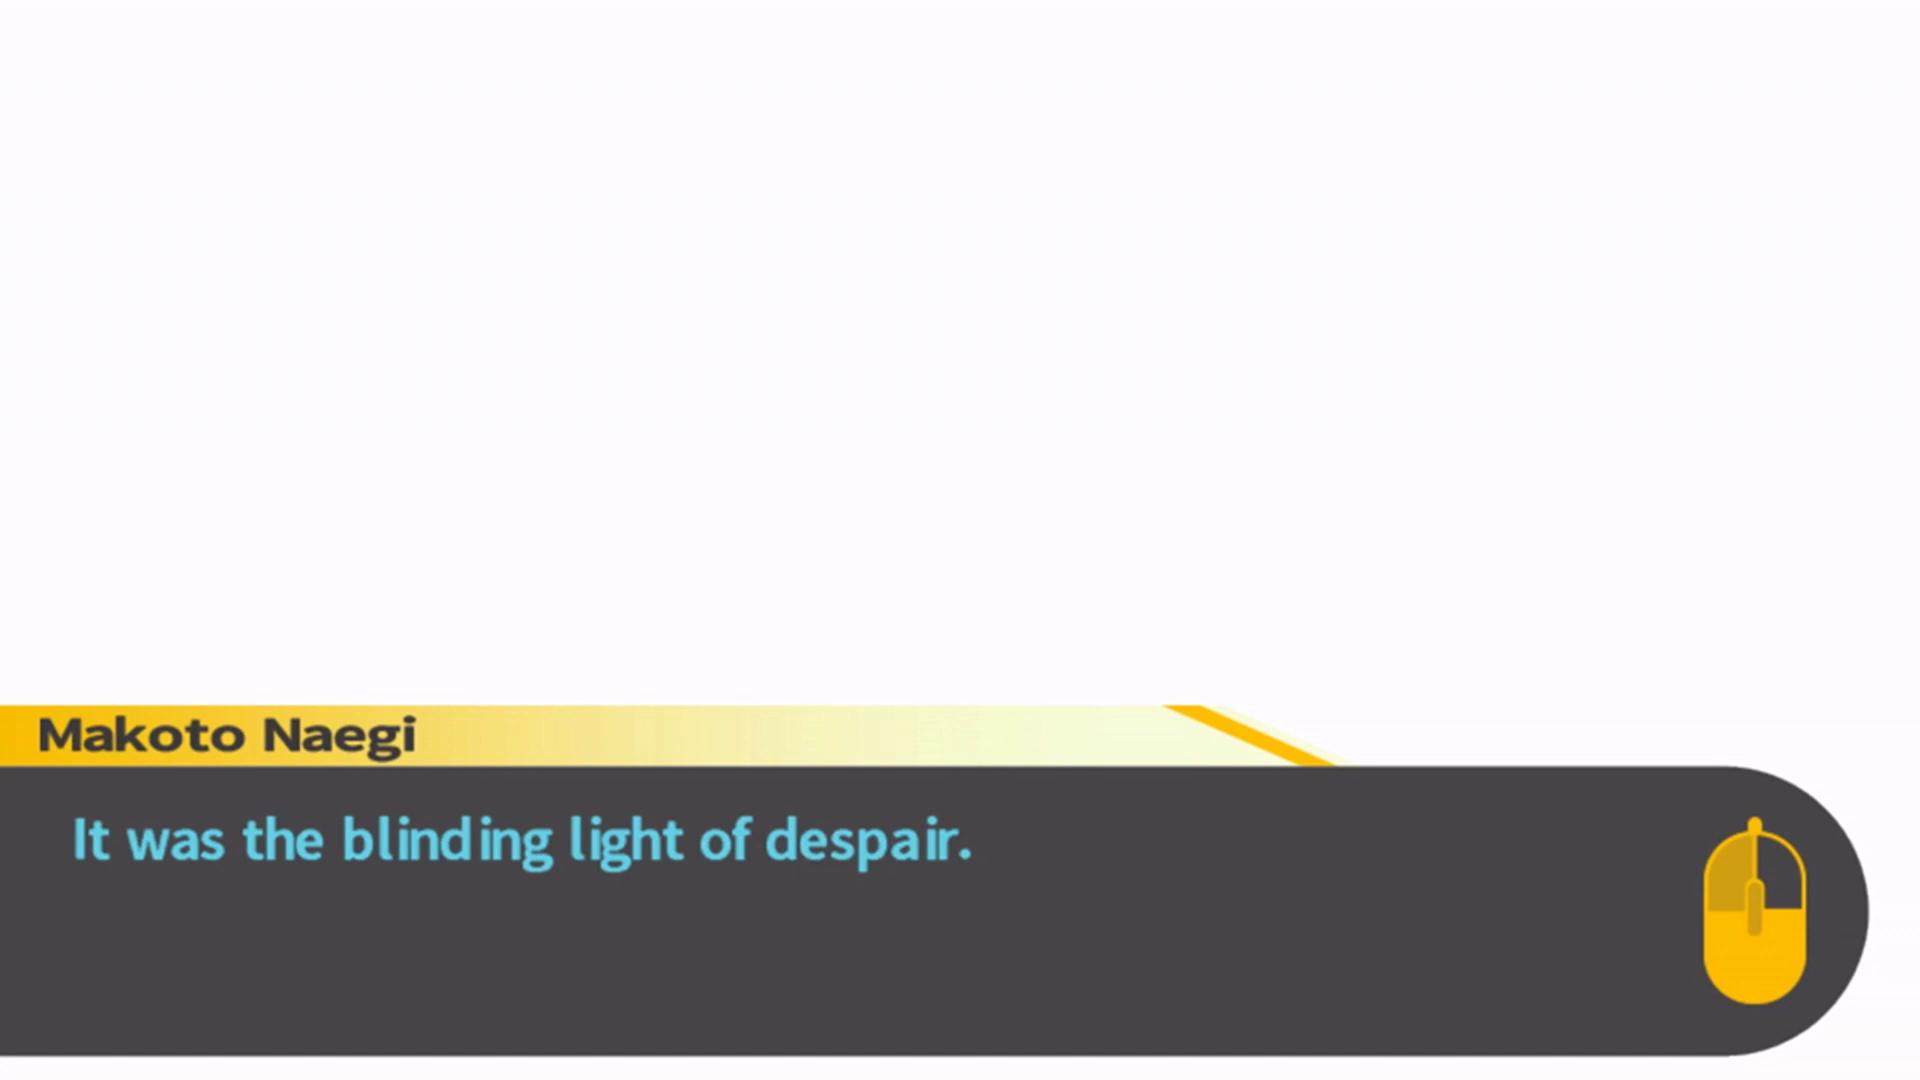 Makoto Naegi
It was the blinding light of despair.